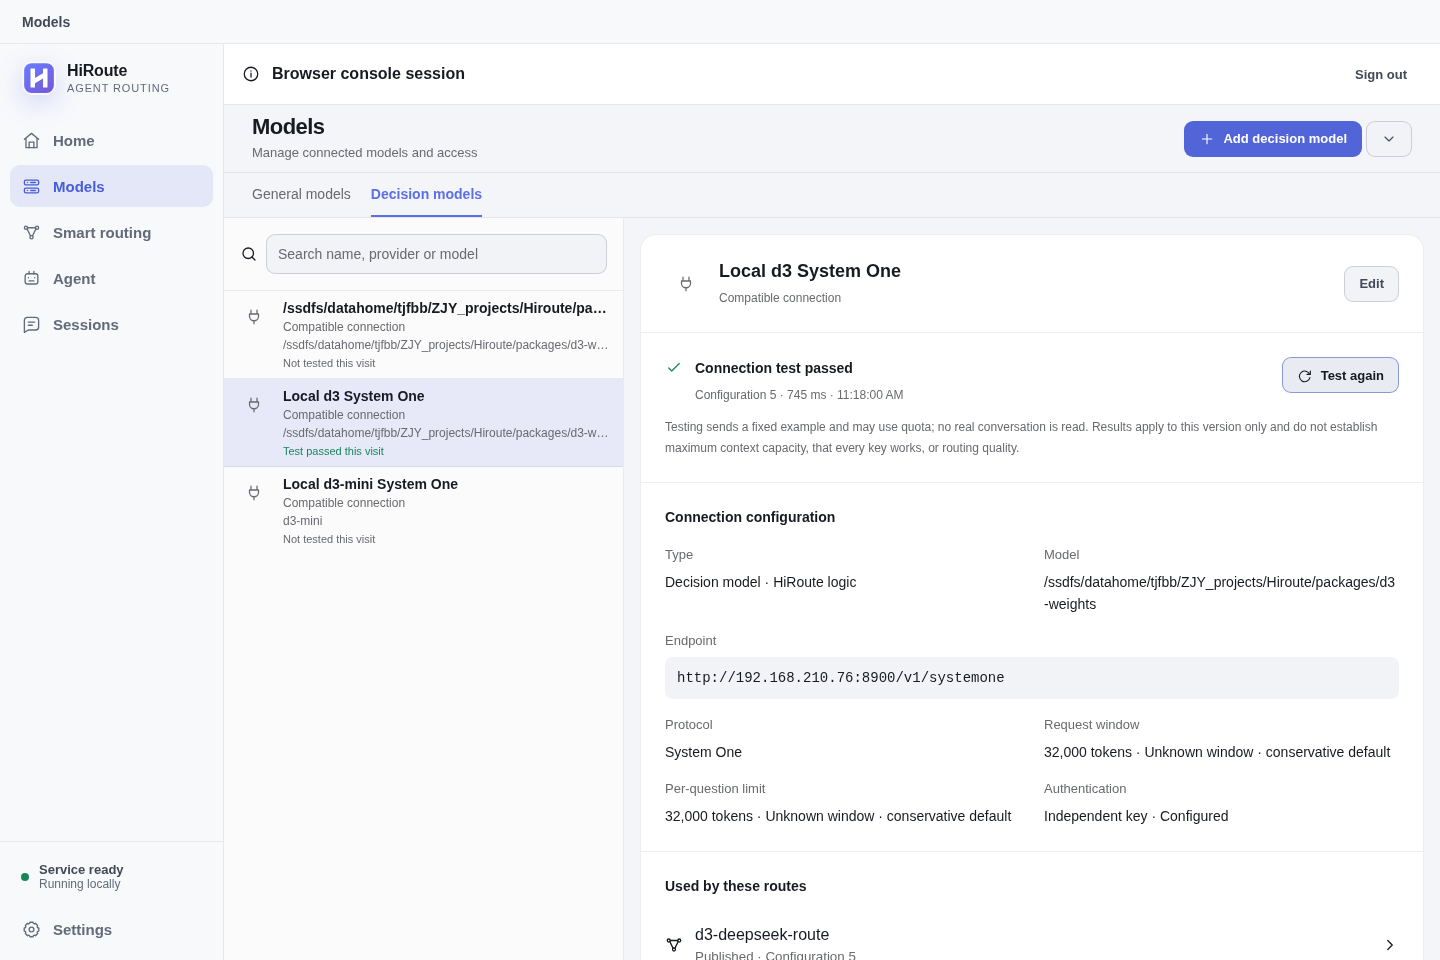 Models
HiRoute
AGENT ROUTING
Home
Models
Smart routing
Agent
Sessions
Service ready
Running locally
Settings
Browser console session
Sign out
Models
Manage connected models and access
Add decision model
General models
Decision models
Search name, provider or model
/ssdfs/datahome/tjfbb/ZJY_projects/Hiroute/pa…
Compatible connection
/ssdfs/datahome/tjfbb/ZJY_projects/Hiroute/packages/d3-w…
Not tested this visit
Local d3 System One
Compatible connection
/ssdfs/datahome/tjfbb/ZJY_projects/Hiroute/packages/d3-w…
Test passed this visit
Local d3-mini System One
Compatible connection
d3-mini
Not tested this visit
Local d3 System One
Compatible connection
Edit
Connection test passed
Configuration 5 · 745 ms · 11:18:00 AM
Test again
Testing sends a fixed example and may use quota; no real conversation is read. Results apply to this version only and do not establish
maximum context capacity, that every key works, or routing quality.
Connection configuration
Type
Decision model · HiRoute logic
Model
/ssdfs/datahome/tjfbb/ZJY_projects/Hiroute/packages/d3
-weights
Endpoint
http://192.168.210.76:8900/v1/systemone
Protocol
System One
Request window
32,000 tokens · Unknown window · conservative default
Per-question limit
32,000 tokens · Unknown window · conservative default
Authentication
Independent key · Configured
Used by these routes
d3-deepseek-route
Published · Configuration 5